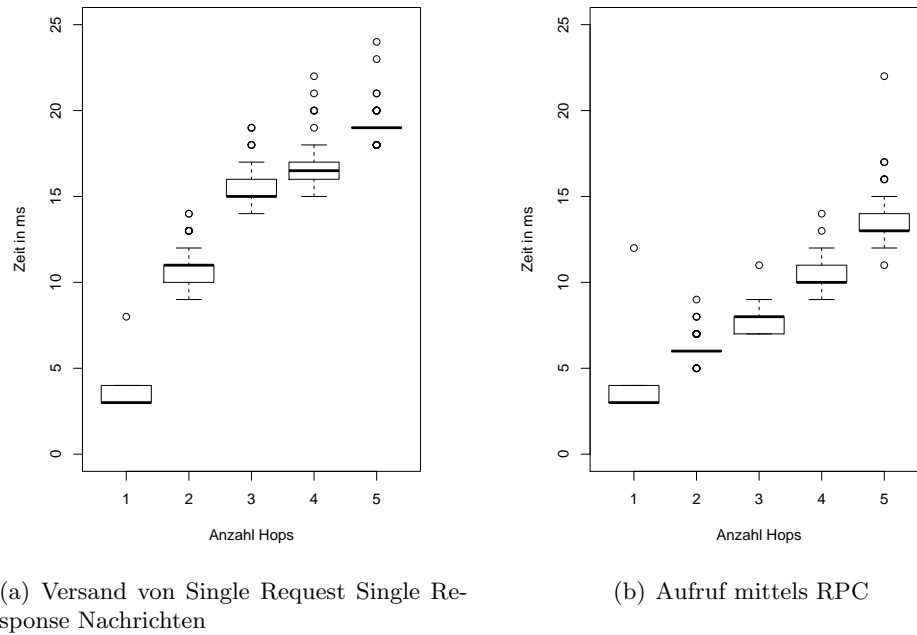 25
20
15
10
5
0
Zeit in ms
1 2 3 4 5
Anzahl Hops
(a) Versand von Single Request Single Re-
sponse Nachrichten
25
20
15
10
5
0
Zeit in ms
1 2 3 4 5
Anzahl Hops
(b) Aufruf mittels RPC